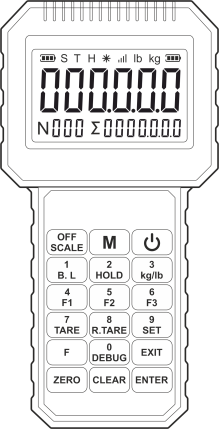 S T H ✳ lb kg
000.0.0.0
N000 Σ0000.0.0.0
OFF SCALE
M
1 B. L
2 HOLD
3 kg/lb
4 F1
5 F2
6 F3
7 TARE
8 R.TARE
9 SET
F
0 DEBUG
EXIT
ZERO
CLEAR
ENTER